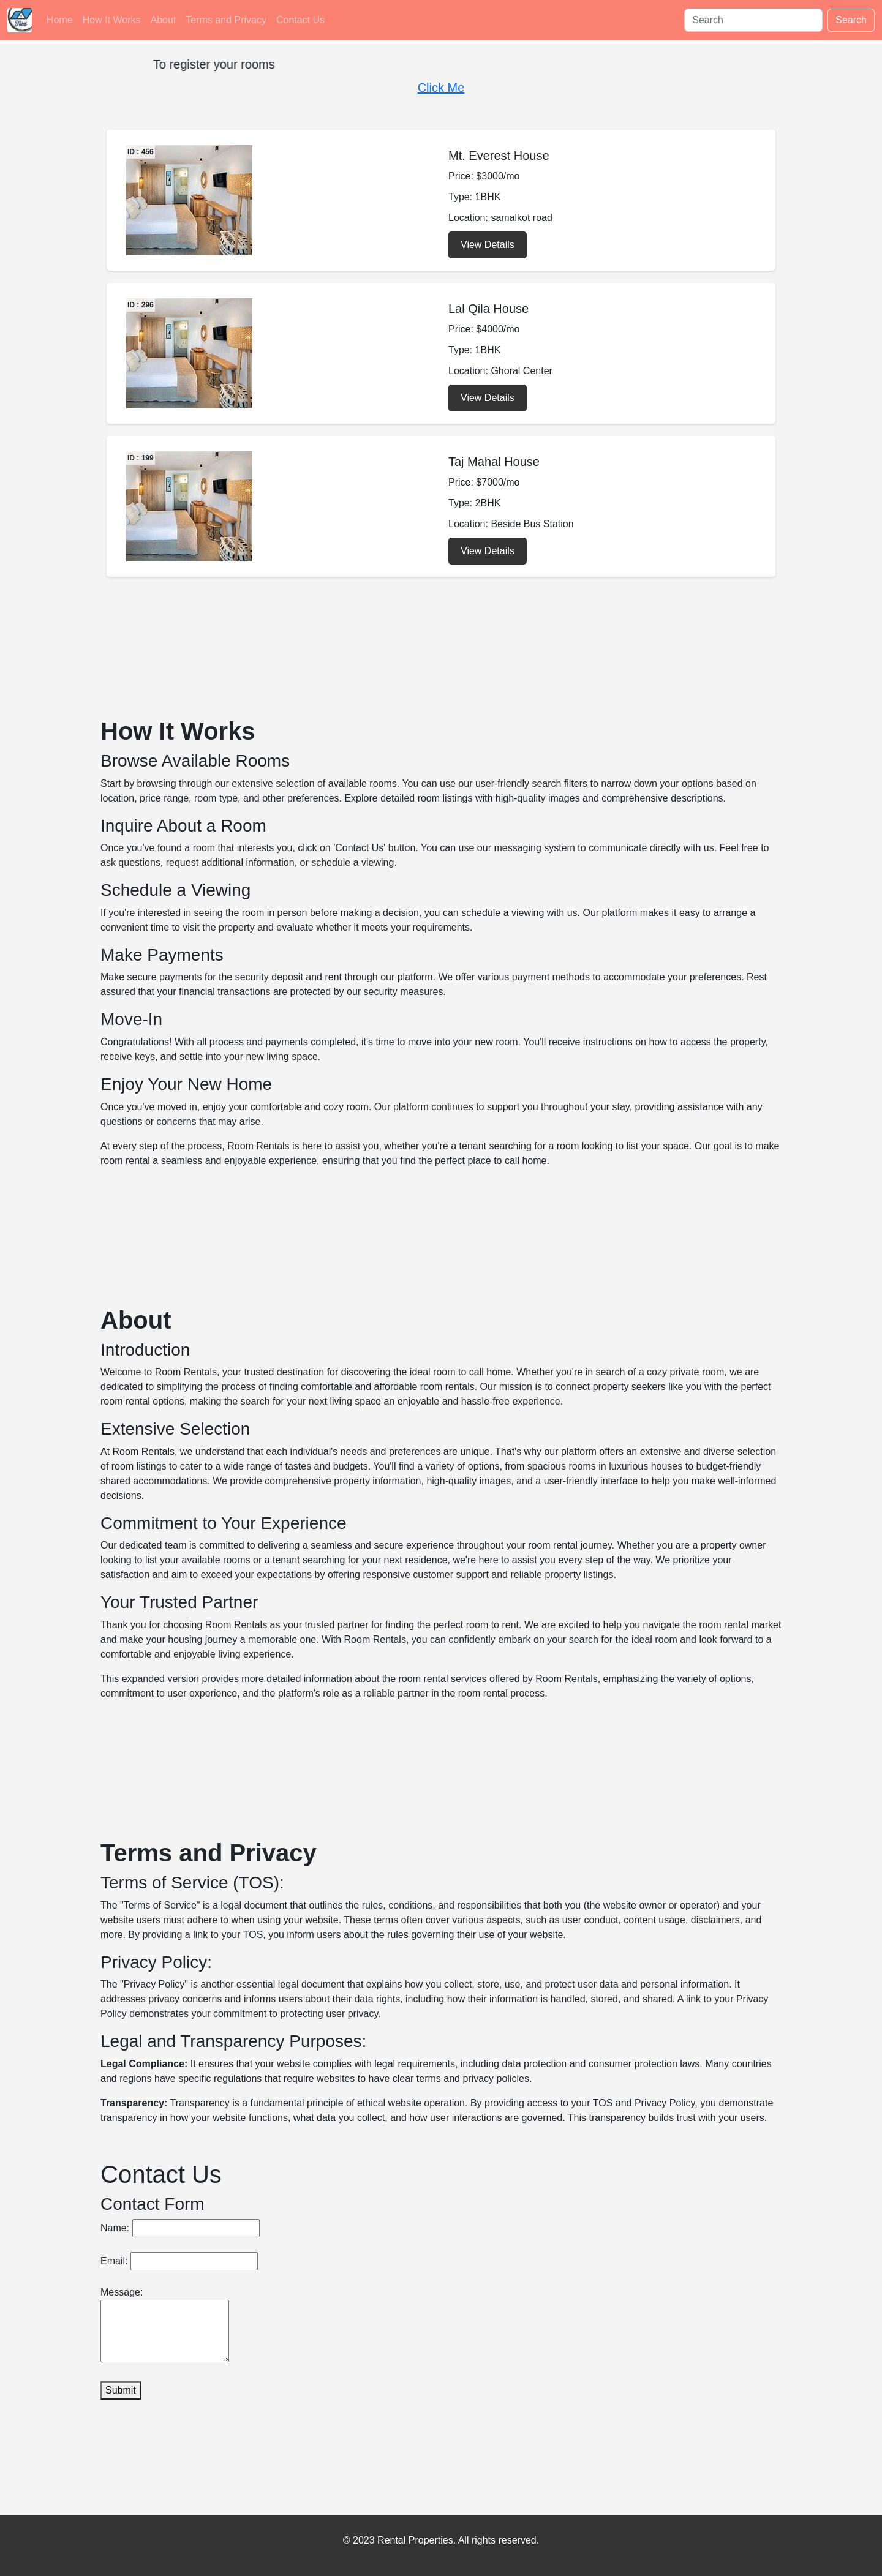 Home How It Works About Terms and Privacy Contact Us Search Search
To register your rooms
Click Me
ID : 456
Mt. Everest House
Price: $3000/mo
Type: 1BHK
Location: samalkot road
View Details
ID : 296
Lal Qila House
Price: $4000/mo
Type: 1BHK
Location: Ghoral Center
View Details
ID : 199
Taj Mahal House
Price: $7000/mo
Type: 2BHK
Location: Beside Bus Station
View Details
How It Works
Browse Available Rooms
Start by browsing through our extensive selection of available rooms. You can use our user-friendly search filters to narrow down your options based on
location, price range, room type, and other preferences. Explore detailed room listings with high-quality images and comprehensive descriptions.
Inquire About a Room
Once you've found a room that interests you, click on 'Contact Us' button. You can use our messaging system to communicate directly with us. Feel free to
ask questions, request additional information, or schedule a viewing.
Schedule a Viewing
If you're interested in seeing the room in person before making a decision, you can schedule a viewing with us. Our platform makes it easy to arrange a
convenient time to visit the property and evaluate whether it meets your requirements.
Make Payments
Make secure payments for the security deposit and rent through our platform. We offer various payment methods to accommodate your preferences. Rest
assured that your financial transactions are protected by our security measures.
Move-In
Congratulations! With all process and payments completed, it's time to move into your new room. You'll receive instructions on how to access the property,
receive keys, and settle into your new living space.
Enjoy Your New Home
Once you've moved in, enjoy your comfortable and cozy room. Our platform continues to support you throughout your stay, providing assistance with any
questions or concerns that may arise.
At every step of the process, Room Rentals is here to assist you, whether you're a tenant searching for a room looking to list your space. Our goal is to make
room rental a seamless and enjoyable experience, ensuring that you find the perfect place to call home.
About
Introduction
Welcome to Room Rentals, your trusted destination for discovering the ideal room to call home. Whether you're in search of a cozy private room, we are
dedicated to simplifying the process of finding comfortable and affordable room rentals. Our mission is to connect property seekers like you with the perfect
room rental options, making the search for your next living space an enjoyable and hassle-free experience.
Extensive Selection
At Room Rentals, we understand that each individual's needs and preferences are unique. That's why our platform offers an extensive and diverse selection
of room listings to cater to a wide range of tastes and budgets. You'll find a variety of options, from spacious rooms in luxurious houses to budget-friendly
shared accommodations. We provide comprehensive property information, high-quality images, and a user-friendly interface to help you make well-informed
decisions.
Commitment to Your Experience
Our dedicated team is committed to delivering a seamless and secure experience throughout your room rental journey. Whether you are a property owner
looking to list your available rooms or a tenant searching for your next residence, we're here to assist you every step of the way. We prioritize your
satisfaction and aim to exceed your expectations by offering responsive customer support and reliable property listings.
Your Trusted Partner
Thank you for choosing Room Rentals as your trusted partner for finding the perfect room to rent. We are excited to help you navigate the room rental market
and make your housing journey a memorable one. With Room Rentals, you can confidently embark on your search for the ideal room and look forward to a
comfortable and enjoyable living experience.
This expanded version provides more detailed information about the room rental services offered by Room Rentals, emphasizing the variety of options,
commitment to user experience, and the platform's role as a reliable partner in the room rental process.
Terms and Privacy
Terms of Service (TOS):
The "Terms of Service" is a legal document that outlines the rules, conditions, and responsibilities that both you (the website owner or operator) and your
website users must adhere to when using your website. These terms often cover various aspects, such as user conduct, content usage, disclaimers, and
more. By providing a link to your TOS, you inform users about the rules governing their use of your website.
Privacy Policy:
The "Privacy Policy" is another essential legal document that explains how you collect, store, use, and protect user data and personal information. It
addresses privacy concerns and informs users about their data rights, including how their information is handled, stored, and shared. A link to your Privacy
Policy demonstrates your commitment to protecting user privacy.
Legal and Transparency Purposes:
Legal Compliance: It ensures that your website complies with legal requirements, including data protection and consumer protection laws. Many countries
and regions have specific regulations that require websites to have clear terms and privacy policies.
Transparency: Transparency is a fundamental principle of ethical website operation. By providing access to your TOS and Privacy Policy, you demonstrate
transparency in how your website functions, what data you collect, and how user interactions are governed. This transparency builds trust with your users.
Contact Us
Contact Form
Name:
Email:
Message:
Submit
© 2023 Rental Properties. All rights reserved.